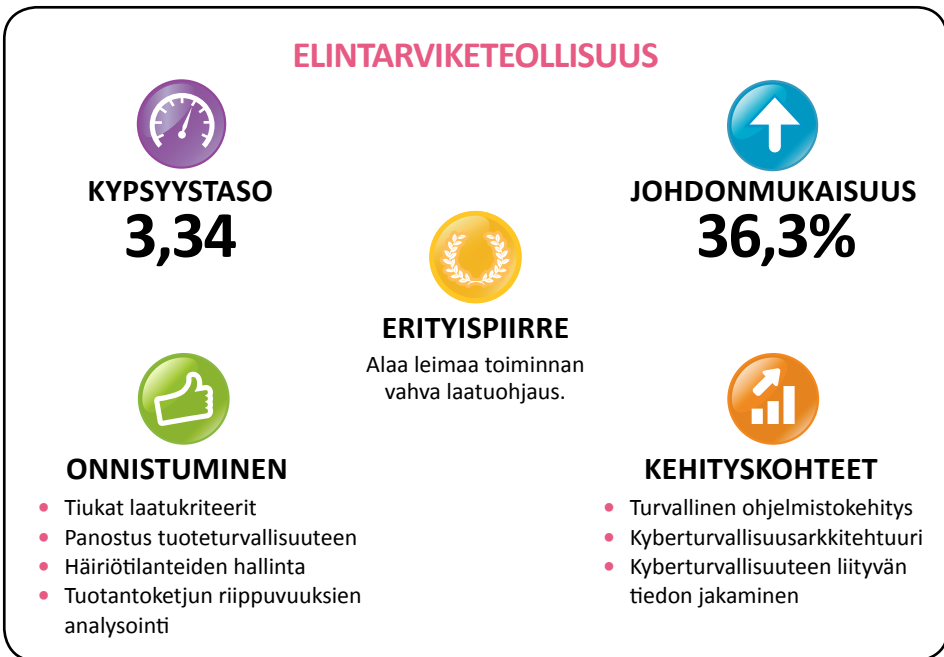 ELINTARVIKETEOLLISUUS
KYPSYYSTASO
3,34
JOHDONMUKAISUUS
36,3%
ERITYISPIIRRE
Alaa leimaa toiminnan
vahva laatuohjaus.
ONNISTUMINEN
• Tiukat laatukriteerit
• Panostus tuoteturvallisuuteen
• Häiriötilanteiden hallinta
• Tuotantoketjun riippuvuuksien
analysointi
KEHITYSKOHTEET
• Turvallinen ohjelmistokehitys
• Kyberturvallisuusarkkitehtuuri
• Kyberturvallisuuteen liittyvän
tiedon jakaminen